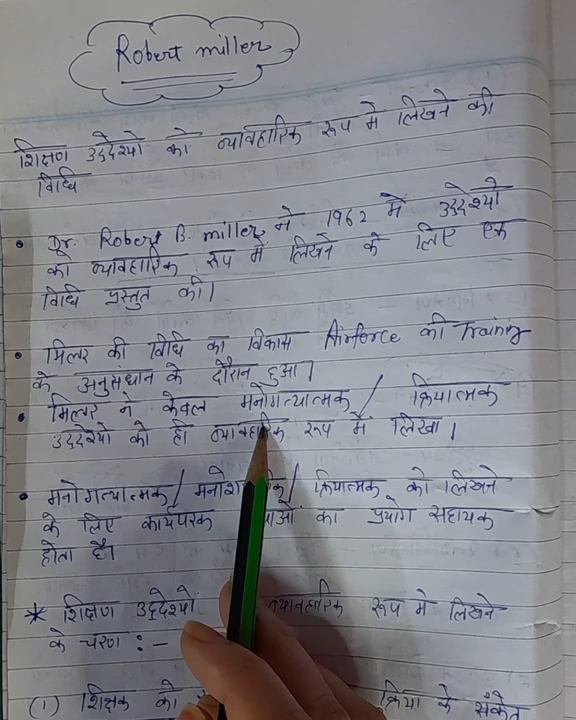 Robert miller
शिक्षण उद्देश्यो को व्यावहारिक रूप मे लिखने की
विधि
• Dr. Robert B. miller ने 1962 में उद्देश्यो
को व्यावहारिक रूप में लिखने के लिए एक
विधि प्रस्तुत की।
• मिलर की विधि का विकास Airforce की Training
के अनुसंधान के दौरान हुआ।
• मिलर ने केवल मनोगत्यात्मक / क्रियात्मक
उददेश्यो को ही व्यावहारिक रूप में लिखा।
• मनोगत्यात्मक / / क्रियात्मक को लिखने
के लिए कार्यपरक का प्रयोग सहायक
होता है।
* शिक्षण उद्देश्यो व्यावहारिक रूप मे लिखने
के चरण : –
(1) शिक्षक को क्रिया के संकेत